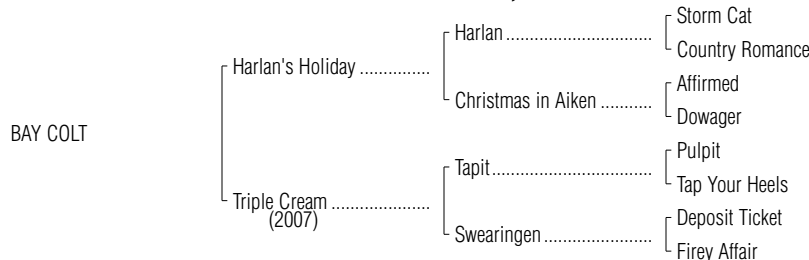 Storm Cat
Harlan ..............................
Country Romance
Harlan's Holiday ...............
Affirmed
Christmas in Aiken ...........
Dowager
BAY COLT
Pulpit
Tapit.................................
Tap Your Heels
Triple Cream .....................
(2007)
Deposit Ticket
Swearingen ......................
Firey Affair